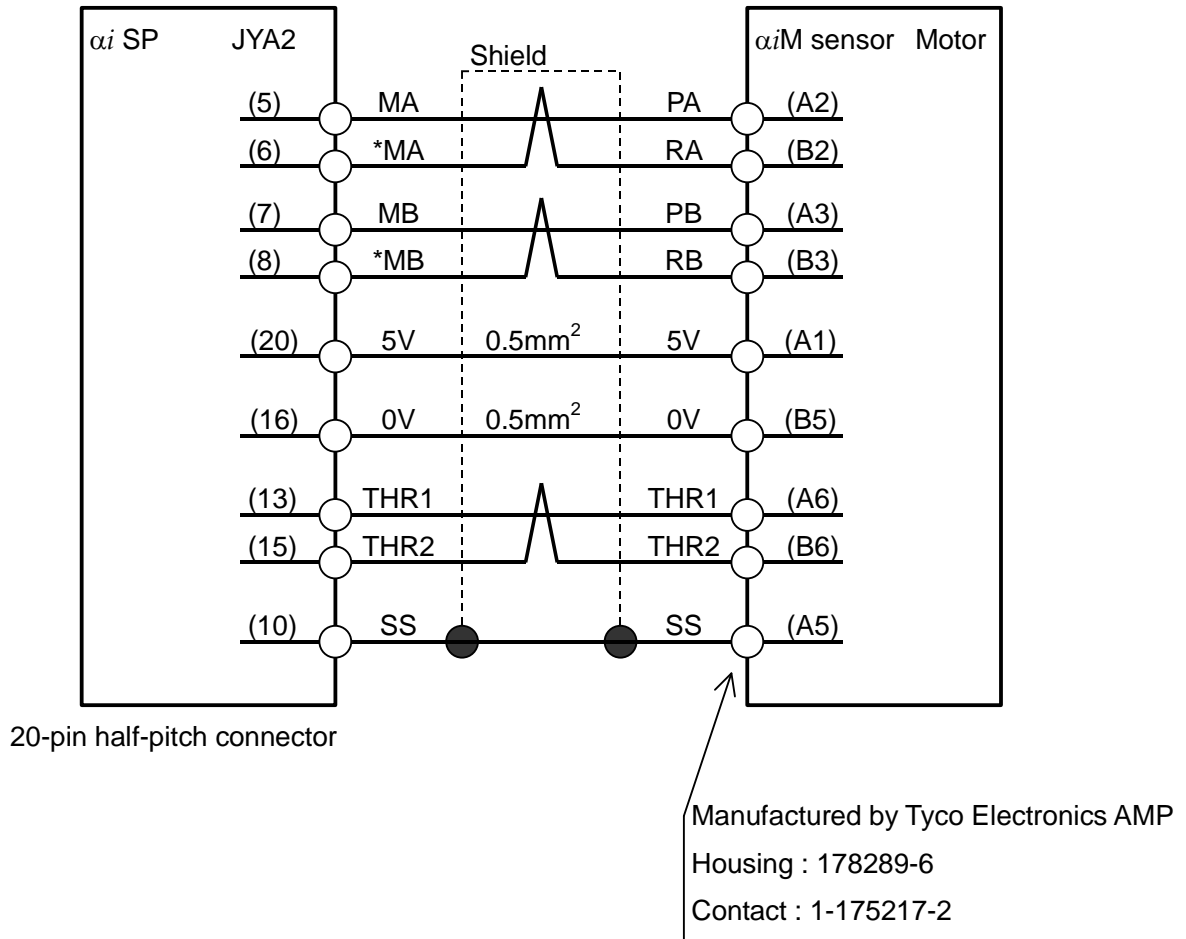 αi SP JYA2 Shield αiM sensor Motor
(5) MA PA (A2)
(6) *MA RA (B2)
(7) MB PB (A3)
(8) *MB RB (B3)
(20) 5V 0.5mm² 5V (A1)
(16) 0V 0.5mm² 0V (B5)
(13) THR1 THR1 (A6)
(15) THR2 THR2 (B6)
(10) SS SS (A5)
20-pin half-pitch connector
Manufactured by Tyco Electronics AMP
Housing : 178289-6
Contact : 1-175217-2